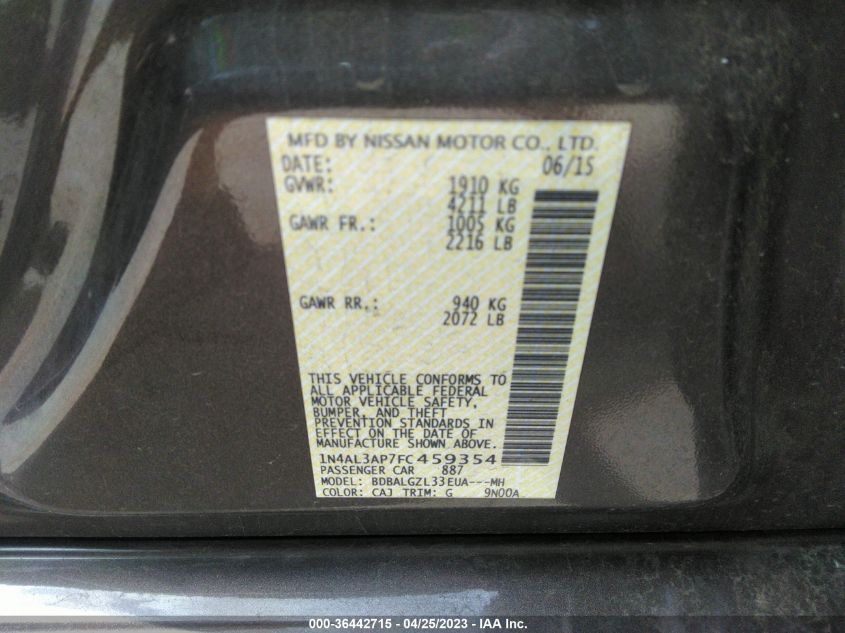 MFD BY NISSAN MOTOR CO., LTD.
DATE: 06/15
GVWR: 1910 KG
4211 LB
GAWR FR.: 1005 KG
2216 LB
GAWR RR.: 940 KG
2072 LB
THIS VEHICLE CONFORMS TO
ALL APPLICABLE FEDERAL
MOTOR VEHICLE SAFETY,
BUMPER, AND THEFT
PREVENTION STANDARDS IN
EFFECT ON THE DATE OF
MANUFACTURE SHOWN ABOVE.
1N4AL3AP7FC459354
PASSENGER CAR 887
MODEL: BDBALGZL33EUA---MH
COLOR: CAJ TRIM: G 9N00A
000-36442715 - 04/25/2023 - IAA Inc.